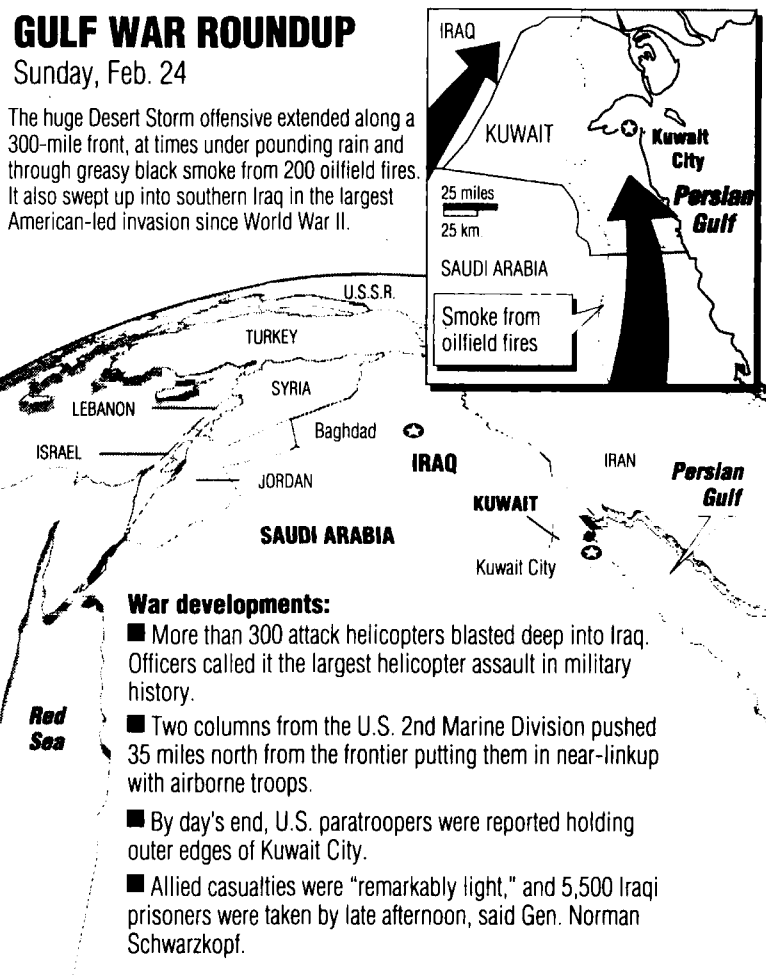 GULF WAR ROUNDUP
Sunday, Feb. 24
The huge Desert Storm offensive extended along a
300-mile front, at times under pounding rain and
through greasy black smoke from 200 oilfield fires.
It also swept up into southern Iraq in the largest
American-led invasion since World War II.
IRAQ
KUWAIT
Kuwait
City
25 miles
25 km
Persian
Gulf
SAUDI ARABIA
Smoke from
oilfield fires
U.S.S.R.
TURKEY
SYRIA
LEBANON
Baghdad
ISRAEL
IRAQ
IRAN
JORDAN
Persian
Gulf
KUWAIT
SAUDI ARABIA
Kuwait City
Red
Sea
War developments:
■ More than 300 attack helicopters blasted deep into Iraq.
Officers called it the largest helicopter assault in military
history.
■ Two columns from the U.S. 2nd Marine Division pushed
35 miles north from the frontier putting them in near-linkup
with airborne troops.
■ By day's end, U.S. paratroopers were reported holding
outer edges of Kuwait City.
■ Allied casualties were "remarkably light," and 5,500 Iraqi
prisoners were taken by late afternoon, said Gen. Norman
Schwarzkopf.